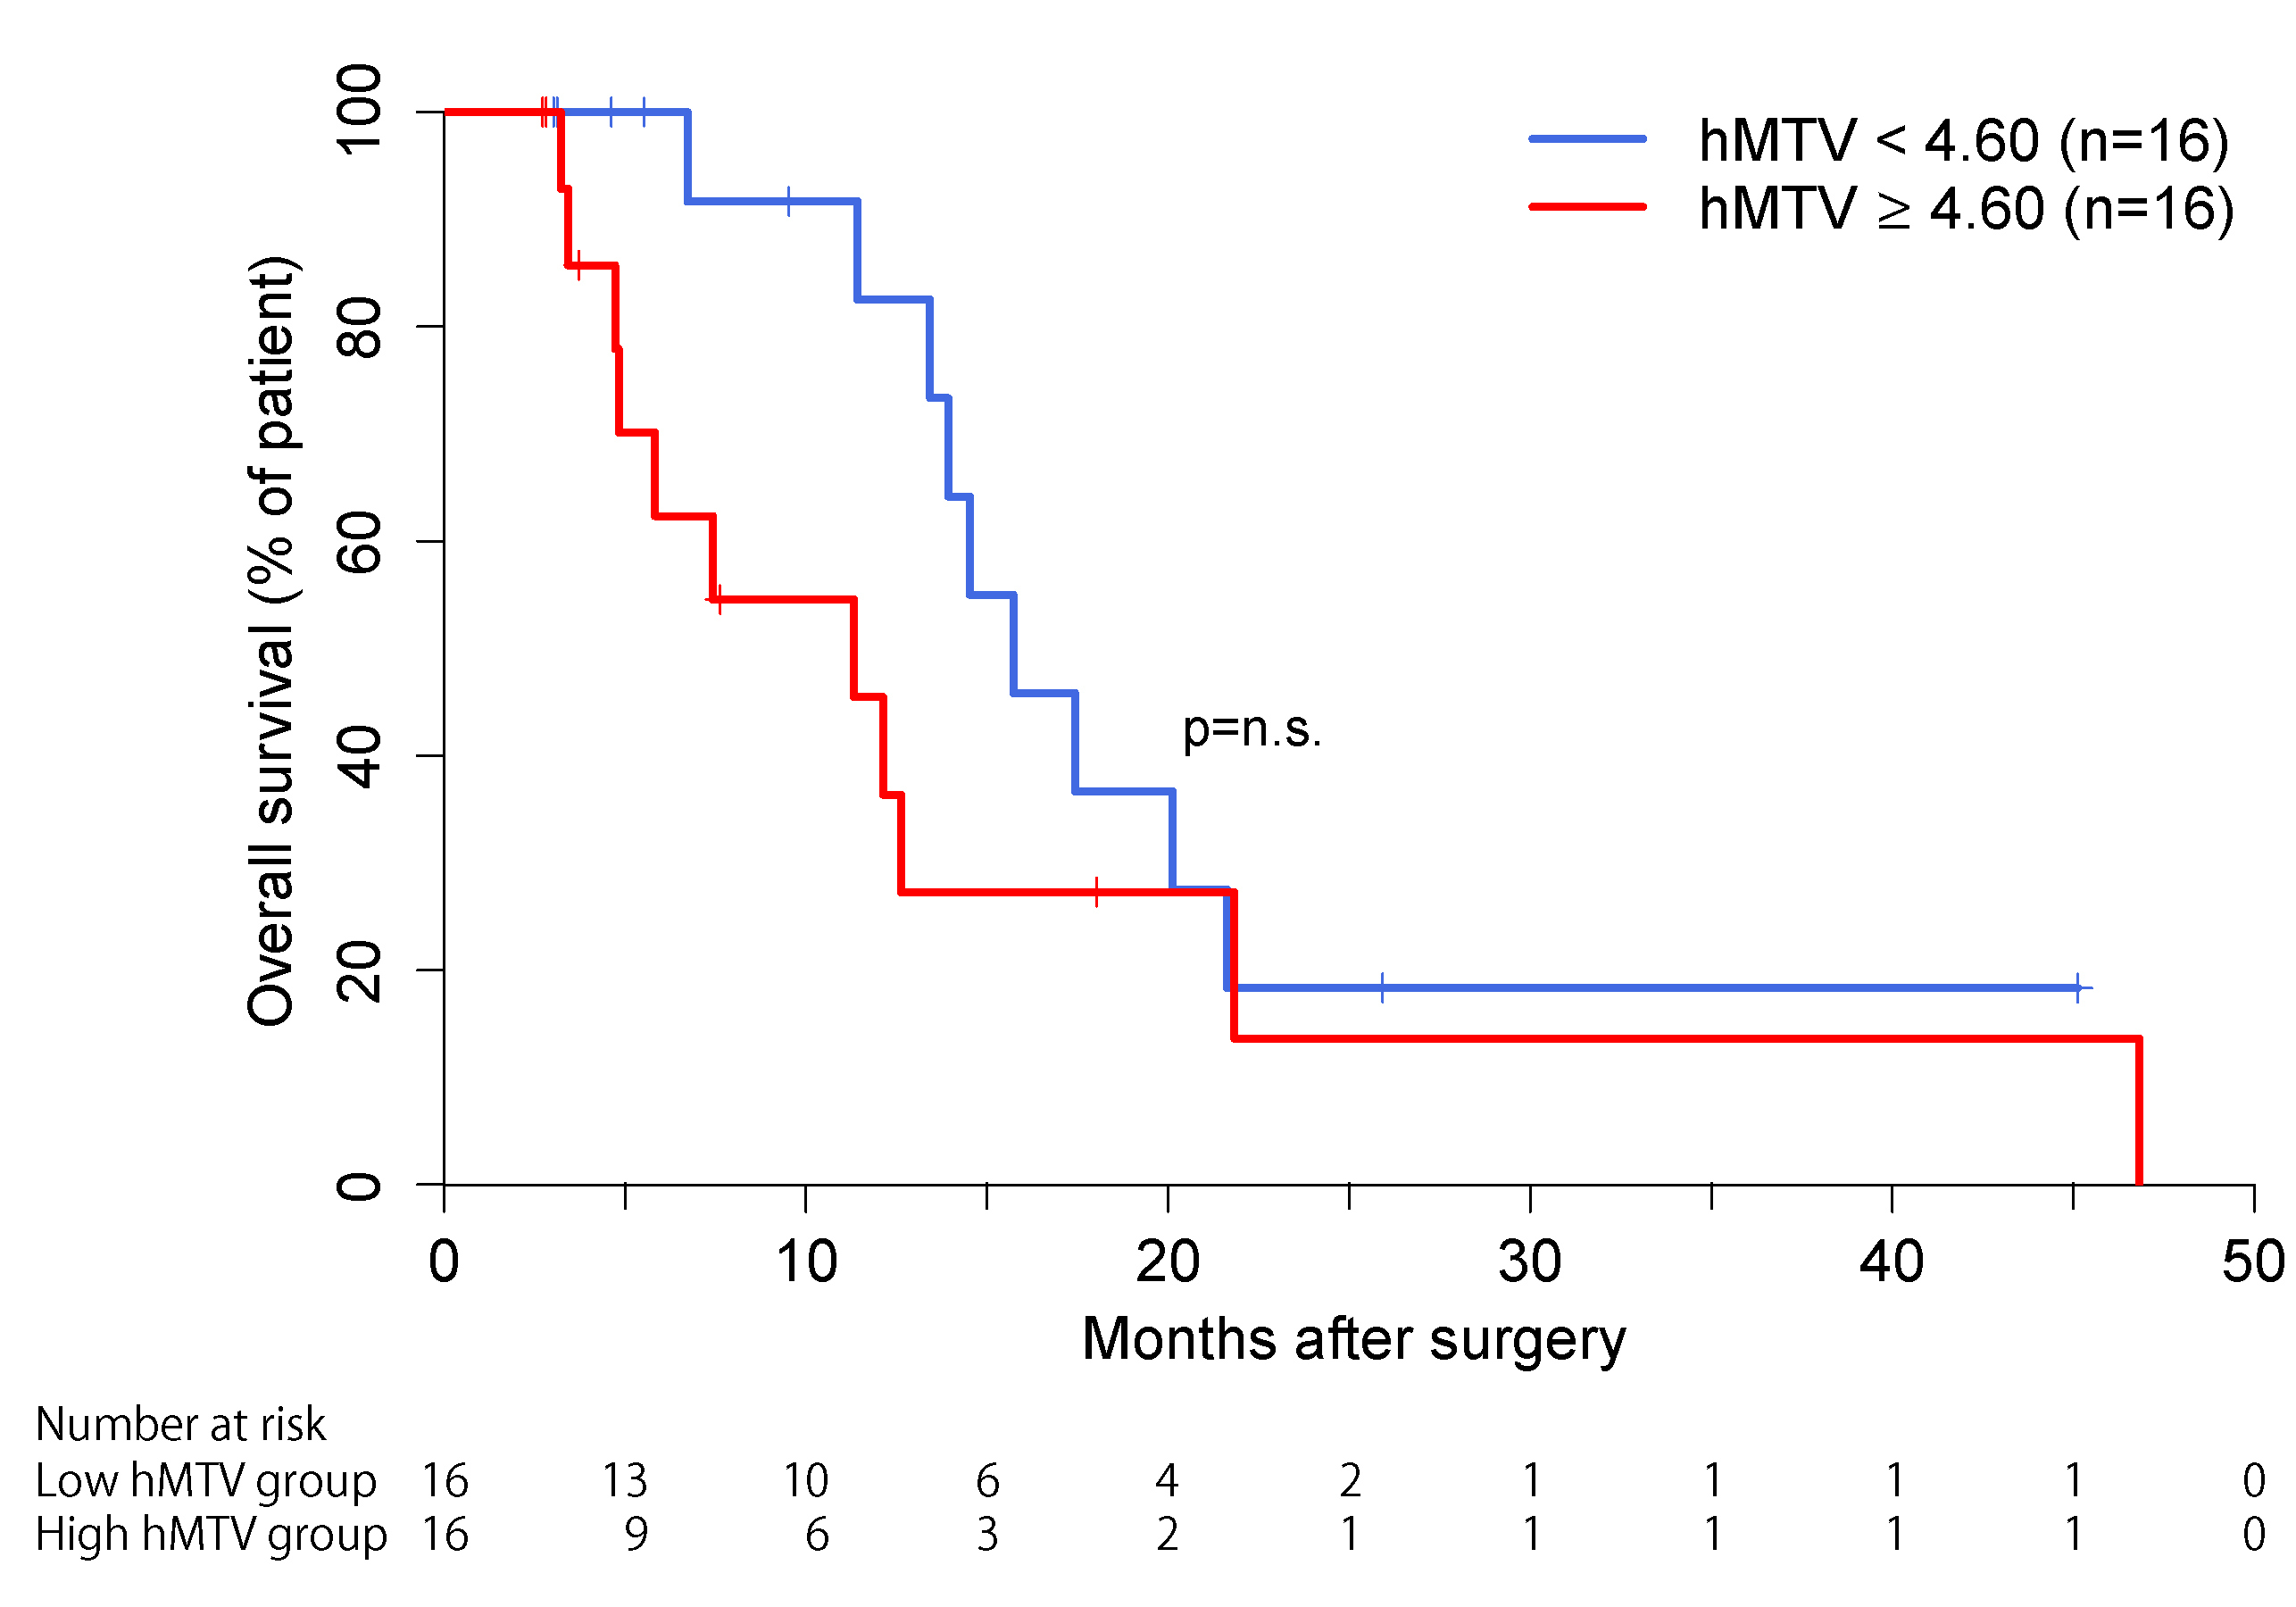 hMTV < 4.60 (n=16)
hMTV ≥ 4.60 (n=16)
Overall survival (% of patient)
100
80
60
40
20
0
p=n.s.
0 10 20 30 40 50
Months after surgery
Number at risk
Low hMTV group 16 13 10 6 4 2 1 1 1 1 0
High hMTV group 16 9 6 3 2 1 1 1 1 1 0